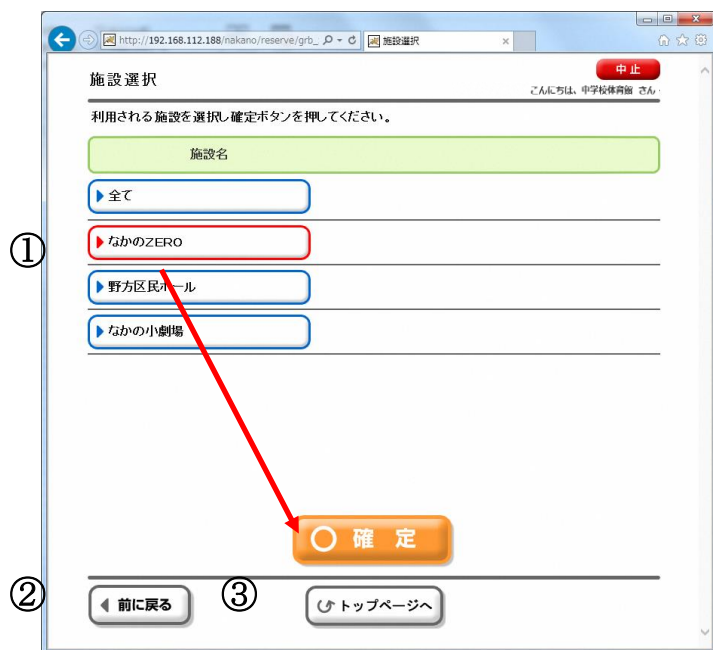 http://192.168.112.188/nakano/reserve/grb_
施設選択
施設選択
中止
こんにちは、中学校体育館 さん
利用される施設を選択し確定ボタンを押してください。
施設名
全て
① なかのZERO
野方区民ホール
なかの小劇場
確 定
② 前に戻る ③ トップページへ